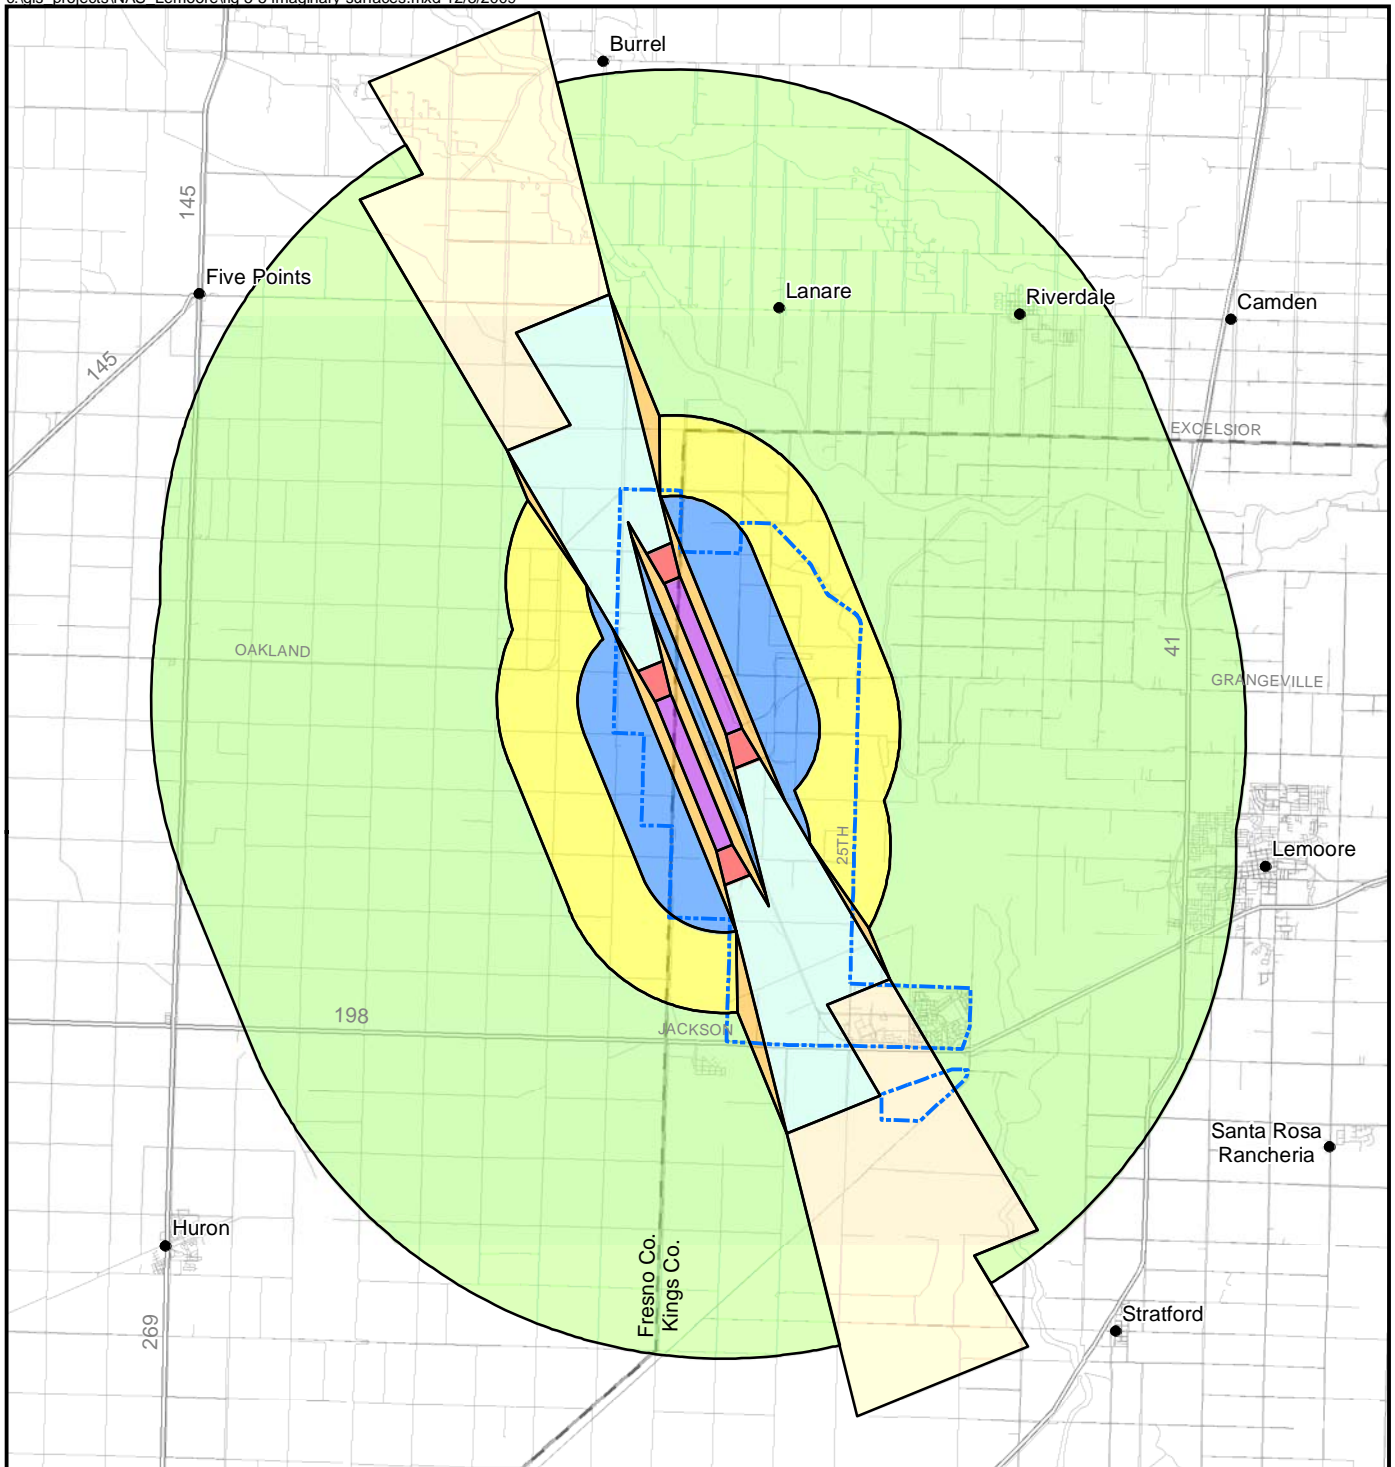 Burrel
145
Five Points
Lanare
Riverdale
Camden
145
EXCELSIOR
OAKLAND
41
GRANGEVILLE
25TH
Lemoore
198
JACKSON
Santa Rosa
Rancheria
Huron
Fresno Co.
Kings Co.
Stratford
269